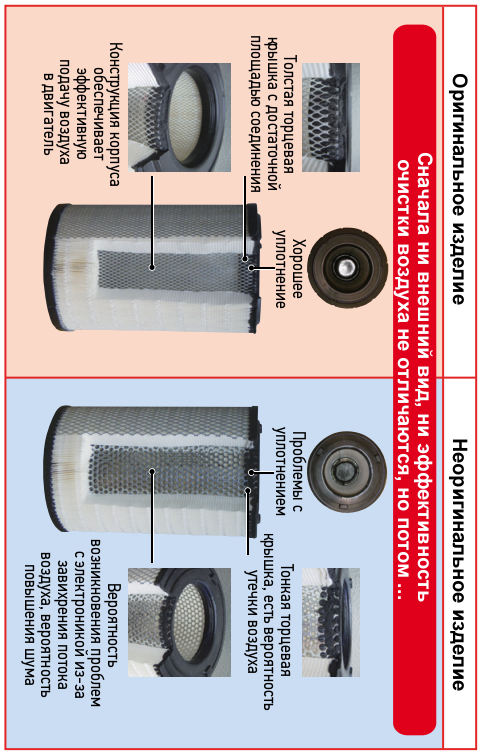 Оригинальное изделие
Неоригинальное изделие
Сначала ни внешний вид, ни эффективность
очистки воздуха не отличаются, но потом ...
Толстая торцевая
крышка с достаточной
площадью соединения
Хорошее
уплотнение
Конструкция корпуса
обеспечивает
эффективную
подачу воздуха
в двигатель
Проблемы с
уплотнением
Тонкая торцевая
крышка, есть вероятность
утечки воздуха
Вероятность
возникновения проблем
с электроникой из-за
завихрения потока
воздуха, вероятность
повышения шума